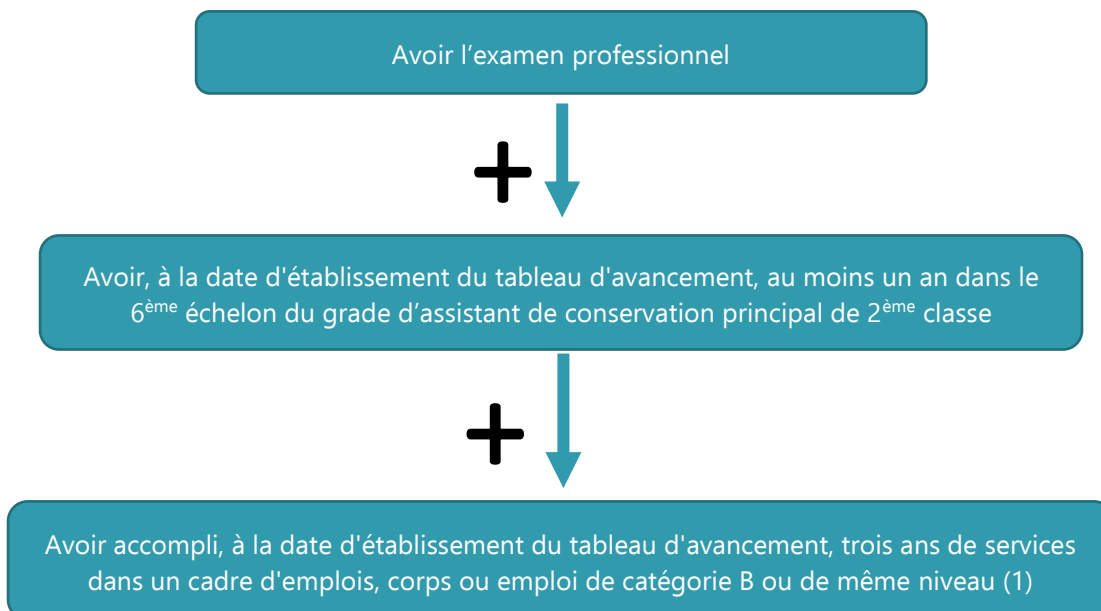 Avoir l’examen professionnel
+
Avoir, à la date d'établissement du tableau d'avancement, au moins un an dans le
6ème échelon du grade d’assistant de conservation principal de 2ème classe
+
Avoir accompli, à la date d'établissement du tableau d'avancement, trois ans de services
dans un cadre d'emplois, corps ou emploi de catégorie B ou de même niveau (1)